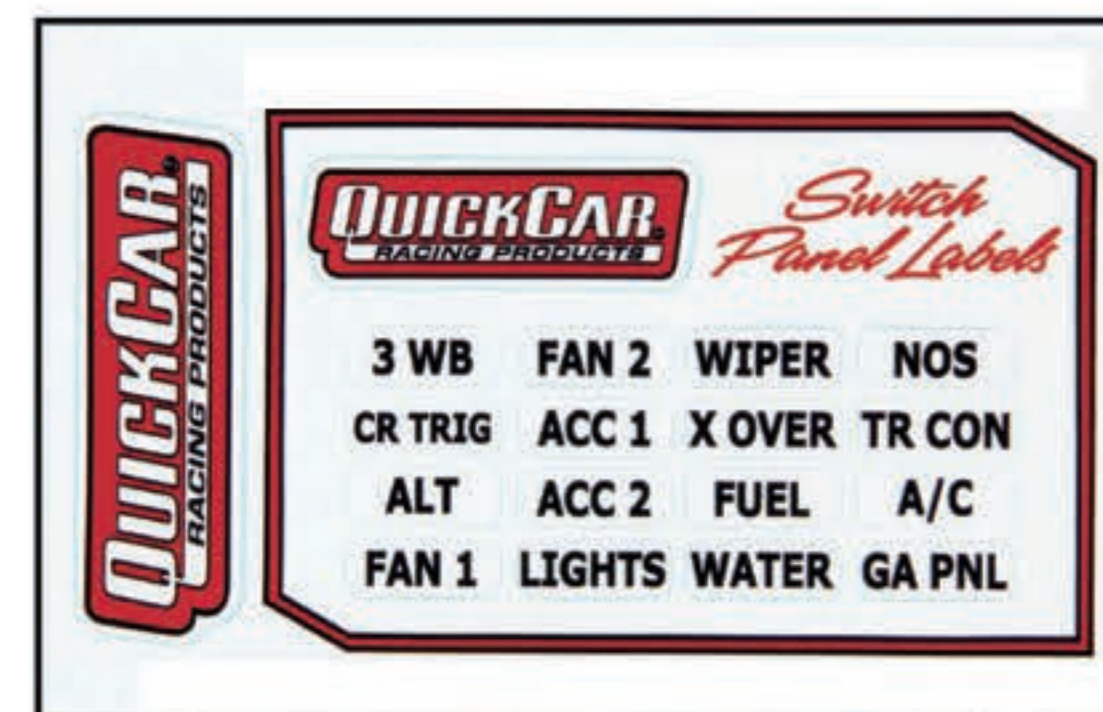 QUICKCAR
RACING PRODUCTS
QUICKCAR
RACING PRODUCTS
Switch
Panel Labels
3 WB FAN 2 WIPER NOS
CR TRIG ACC 1 X OVER TR CON
ALT ACC 2 FUEL A/C
FAN 1 LIGHTS WATER GA PNL